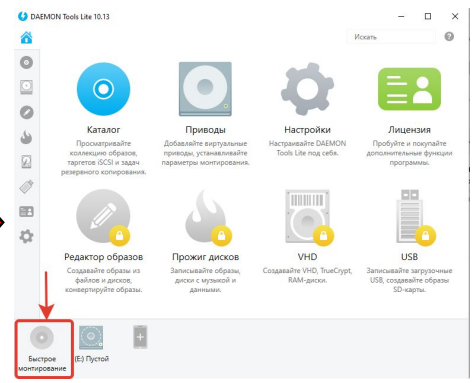 DAEMON Tools Lite 10.13
Искать
Каталог
Просматривайте
коллекцию образов,
таргетов iSCSI и задач
резервного копирования.
Приводы
Добавляйте виртуальные
приводы, устанавливайте
параметры монтирования.
Настройки
Настраивайте DAEMON
Tools Lite под себя.
Лицензия
Пробуйте и покупайте
дополнительные функции
программы.
Редактор образов
Создавайте образы из
файлов и дисков,
конвертируйте образы.
Прожиг дисков
Записывайте образы,
диски с музыкой и
данными.
VHD
Создавайте VHD, TrueCrypt,
RAM-диски.
USB
Записывайте загрузочные
USB, создавайте образы
SD-карты.
Быстрое
монтирование
(E:) Пустой